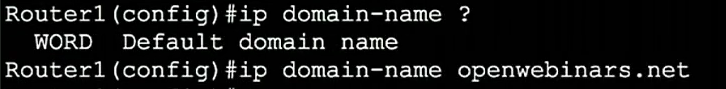 Router1(config)#ip domain-name ?
  WORD  Default domain name
Router1(config)#ip domain-name openwebinars.net